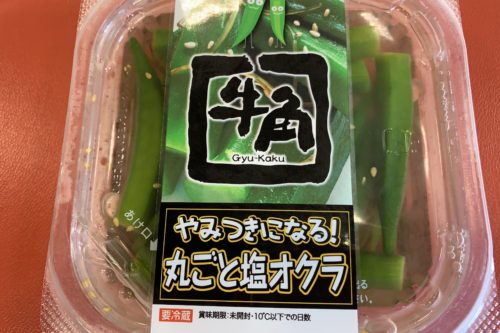 牛角
Gyu-Kaku
あけ口
やみつきになる!
丸ごと塩オクラ
要冷蔵
賞味期限:未開封・10℃以下での日数